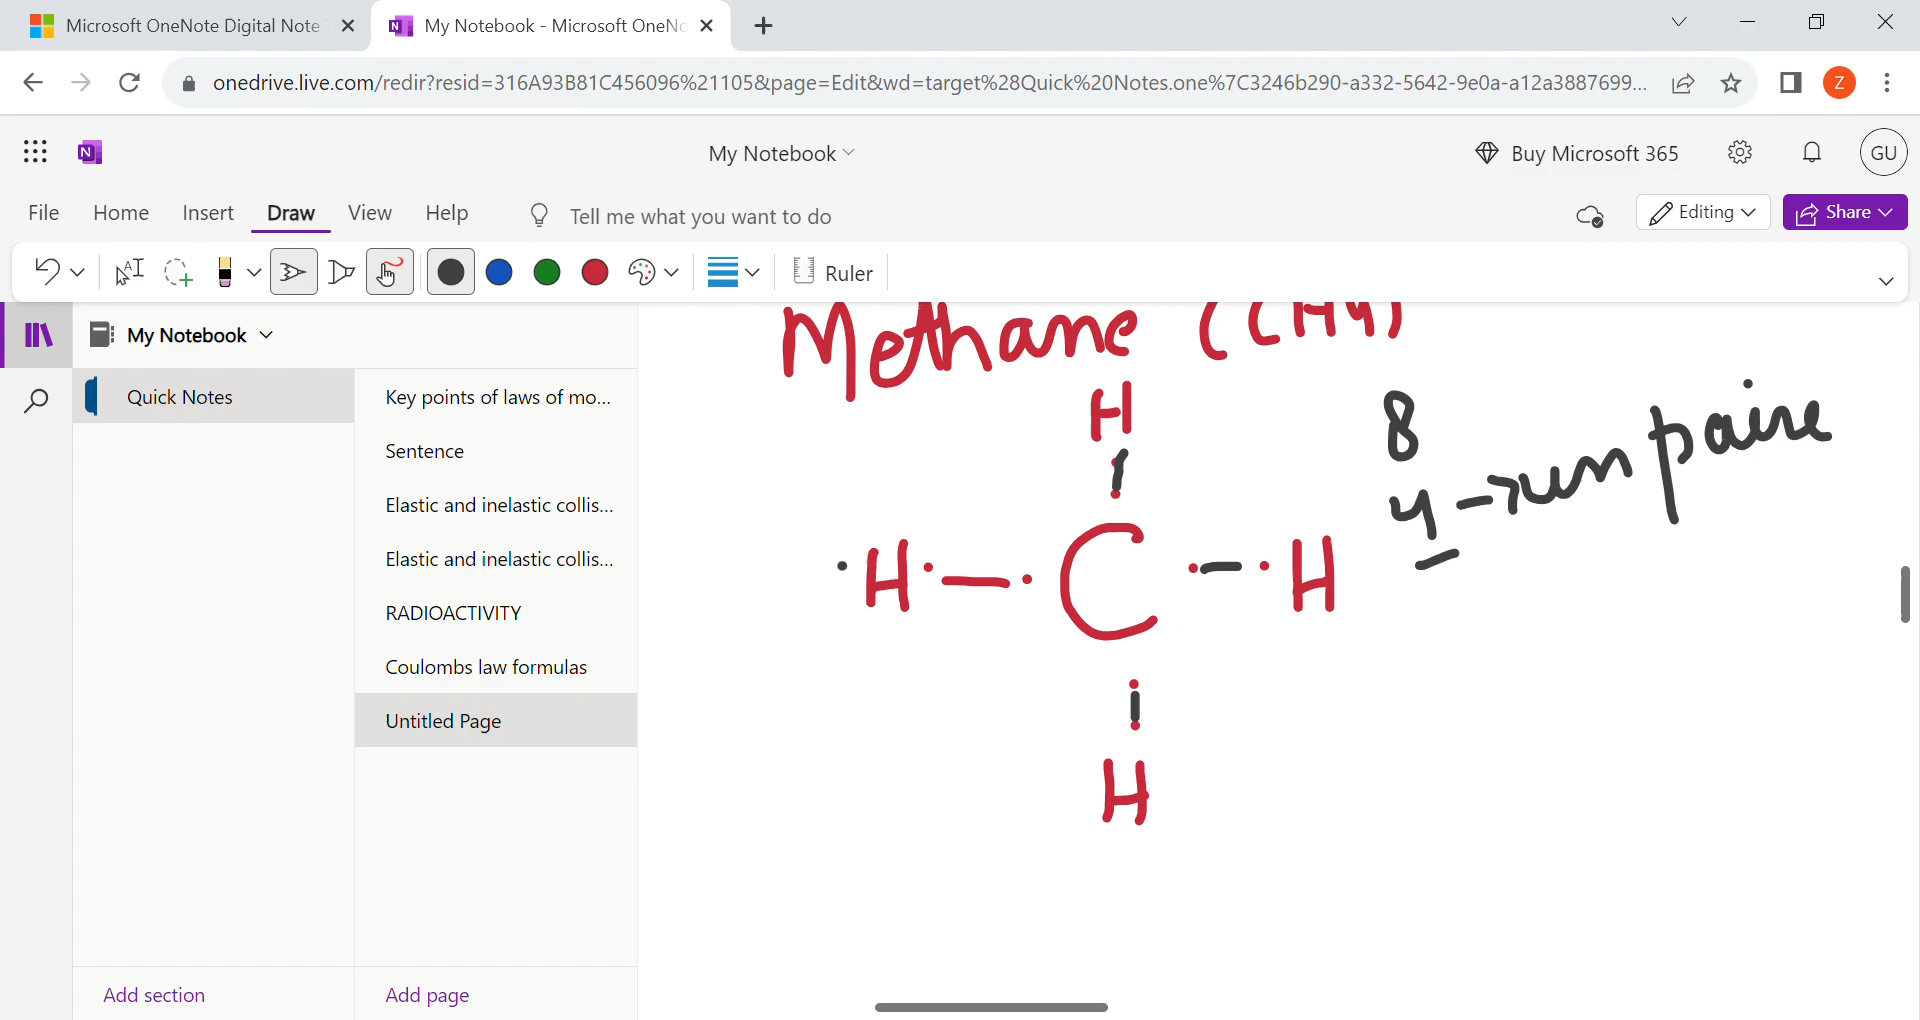 Microsoft OneNote Digital Note
My Notebook - Microsoft OneNo
onedrive.live.com/redir?resid=316A93B81C456096%21105&page=Edit&wd=target%28Quick%20Notes.one%7C3246b290-a332-5642-9e0a-a12a3887699...
Z
N
My Notebook
Buy Microsoft 365
GU
File Home Insert Draw View Help Tell me what you want to do
Editing
Share
Ruler
My Notebook
Quick Notes
Key points of laws of mo...
Sentence
Elastic and inelastic collis...
Elastic and inelastic collis...
RADIOACTIVITY
Coulombs law formulas
Untitled Page
Add section
Add page
Methane (CH4)
H
H C H
H
8
4 paire